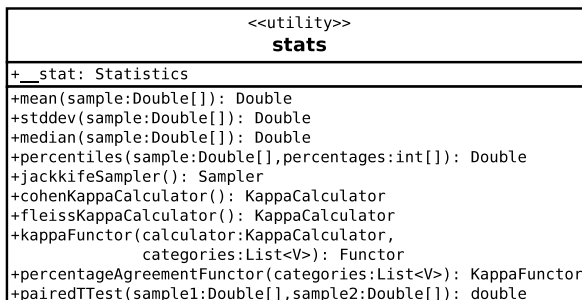 <<utility>>
stats
+__stat: Statistics
+mean(sample:Double[]): Double
+stddev(sample:Double[]): Double
+median(sample:Double[]): Double
+percentiles(sample:Double[],percentages:int[]): Double
+jackkifeSampler(): Sampler
+cohenKappaCalculator(): KappaCalculator
+fleissKappaCalculator(): KappaCalculator
+kappaFunctor(calculator:KappaCalculator,
categories:List<V>): Functor
+percentageAgreementFunctor(categories:List<V>): KappaFunctor
+pairedTTest(sample1:Double[],sample2:Double[]): double